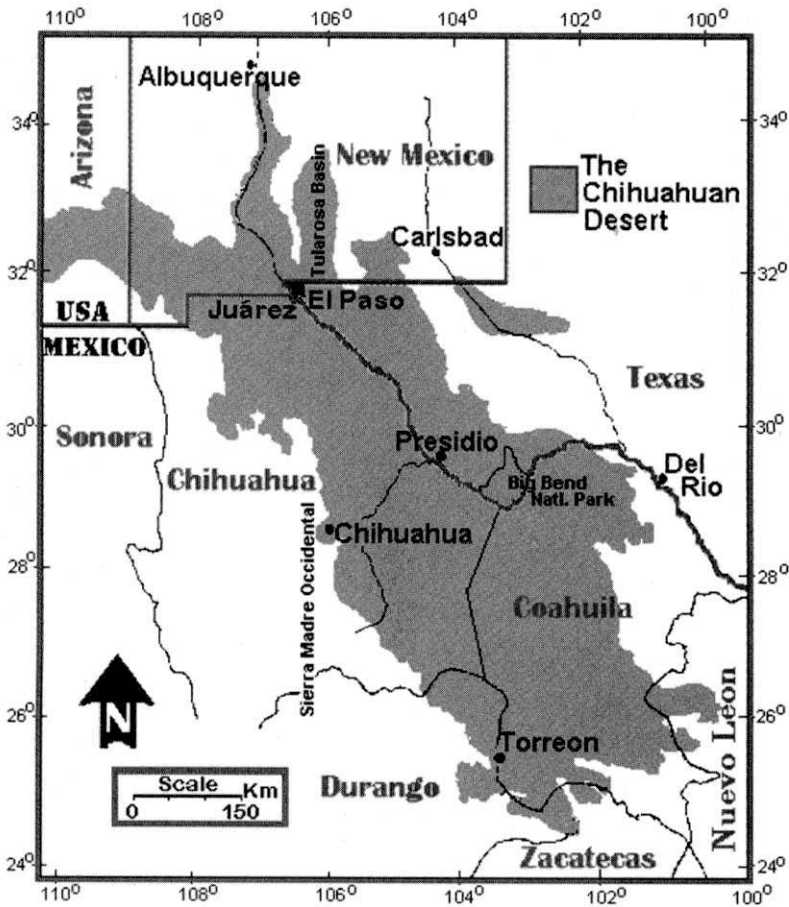 110° 108° 106° 104° 102° 100°
Albuquerque
Arizona
34° 34°
New Mexico
Tularosa Basin
The
Chihuahuan
Desert
Carlsbad
32° 32°
El Paso
Juárez
USA
MEXICO
Texas
30° 30°
Sonora
Presidio
Chihuahua
Big Bend
Natl. Park
Del
Rio
Chihuahua
Sierra Madre Occidental
28° 28°
Coahuila
N
26° 26°
Torreon
Nuevo Leon
Scale Km
0 150
Durango
Zacatecas
24° 24°
110° 108° 106° 104° 102° 100°